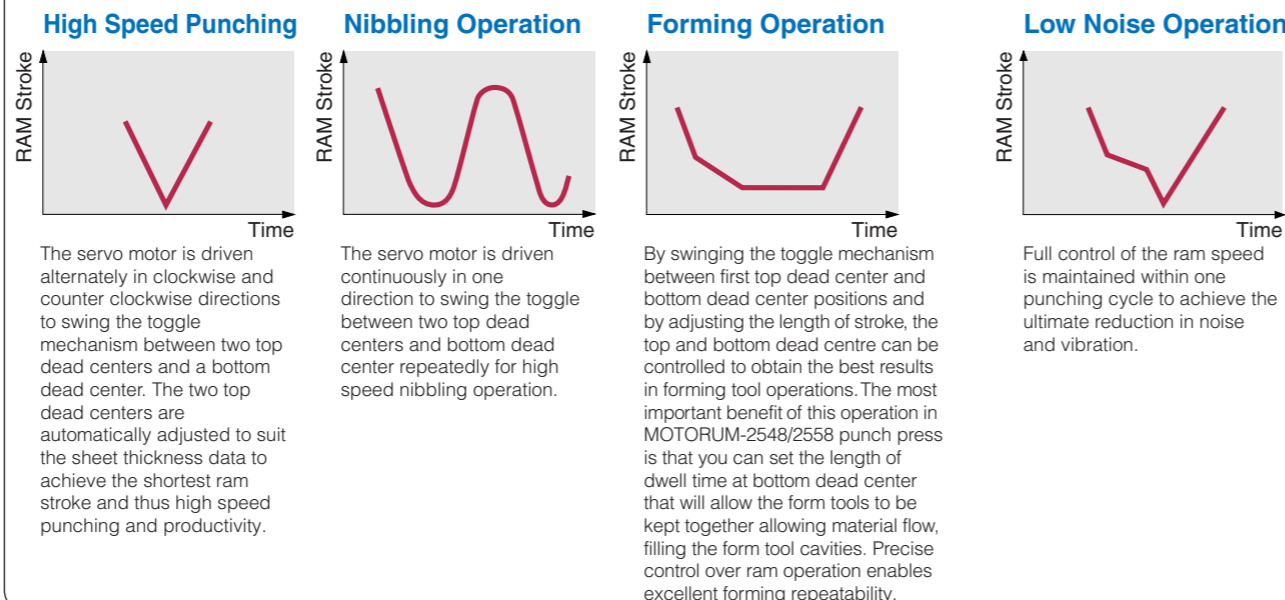 High Speed Punching
RAM Stroke
Time
The servo motor is driven
alternately in clockwise and
counter clockwise directions
to swing the toggle
mechanism between two top
dead centers and a bottom
dead center. The two top
dead centers are
automatically adjusted to suit
the sheet thickness data to
achieve the shortest ram
stroke and thus high speed
punching and productivity.
Nibbling Operation
RAM Stroke
Time
The servo motor is driven
continuously in one
direction to swing the toggle
between two top dead
centers and bottom dead
center repeatedly for high
speed nibbling operation.
Forming Operation
RAM Stroke
Time
By swinging the toggle mechanism
between first top dead center and
bottom dead center positions and
by adjusting the length of stroke, the
top and bottom dead centre can be
controlled to obtain the best results
in forming tool operations. The most
important benefit of this operation in
MOTORUM-2548/2558 punch press
is that you can set the length of
dwell time at bottom dead center
that will allow the form tools to be
kept together allowing material flow,
filling the form tool cavities. Precise
control over ram operation enables
excellent forming repeatability.
Low Noise Operation
RAM Stroke
Time
Full control of the ram speed
is maintained within one
punching cycle to achieve the
ultimate reduction in noise
and vibration.